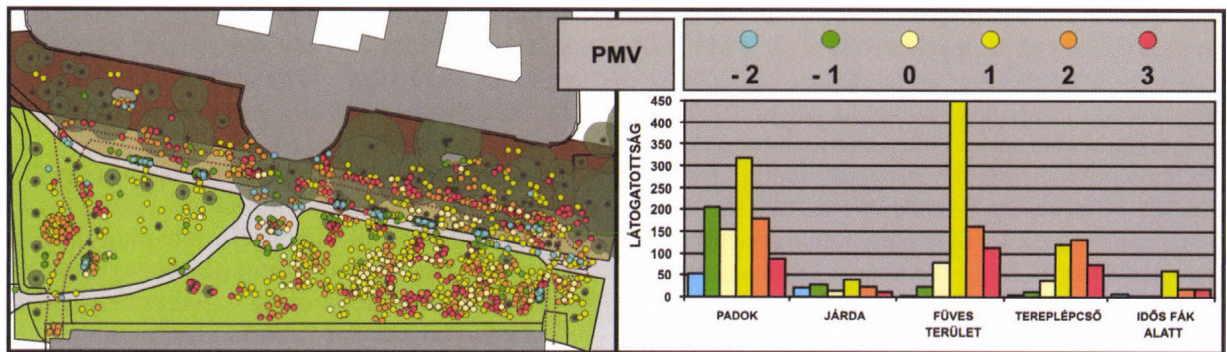 PMV
-2 -1 0 1 2 3
LÁTOGATOTTSÁG
450
400
350
300
250
200
150
100
50
0
PADOK
JÁRDA
FÜVES
TERÜLET
TEREPLÉPCSŐ
IDŐS FÁK
ALATT